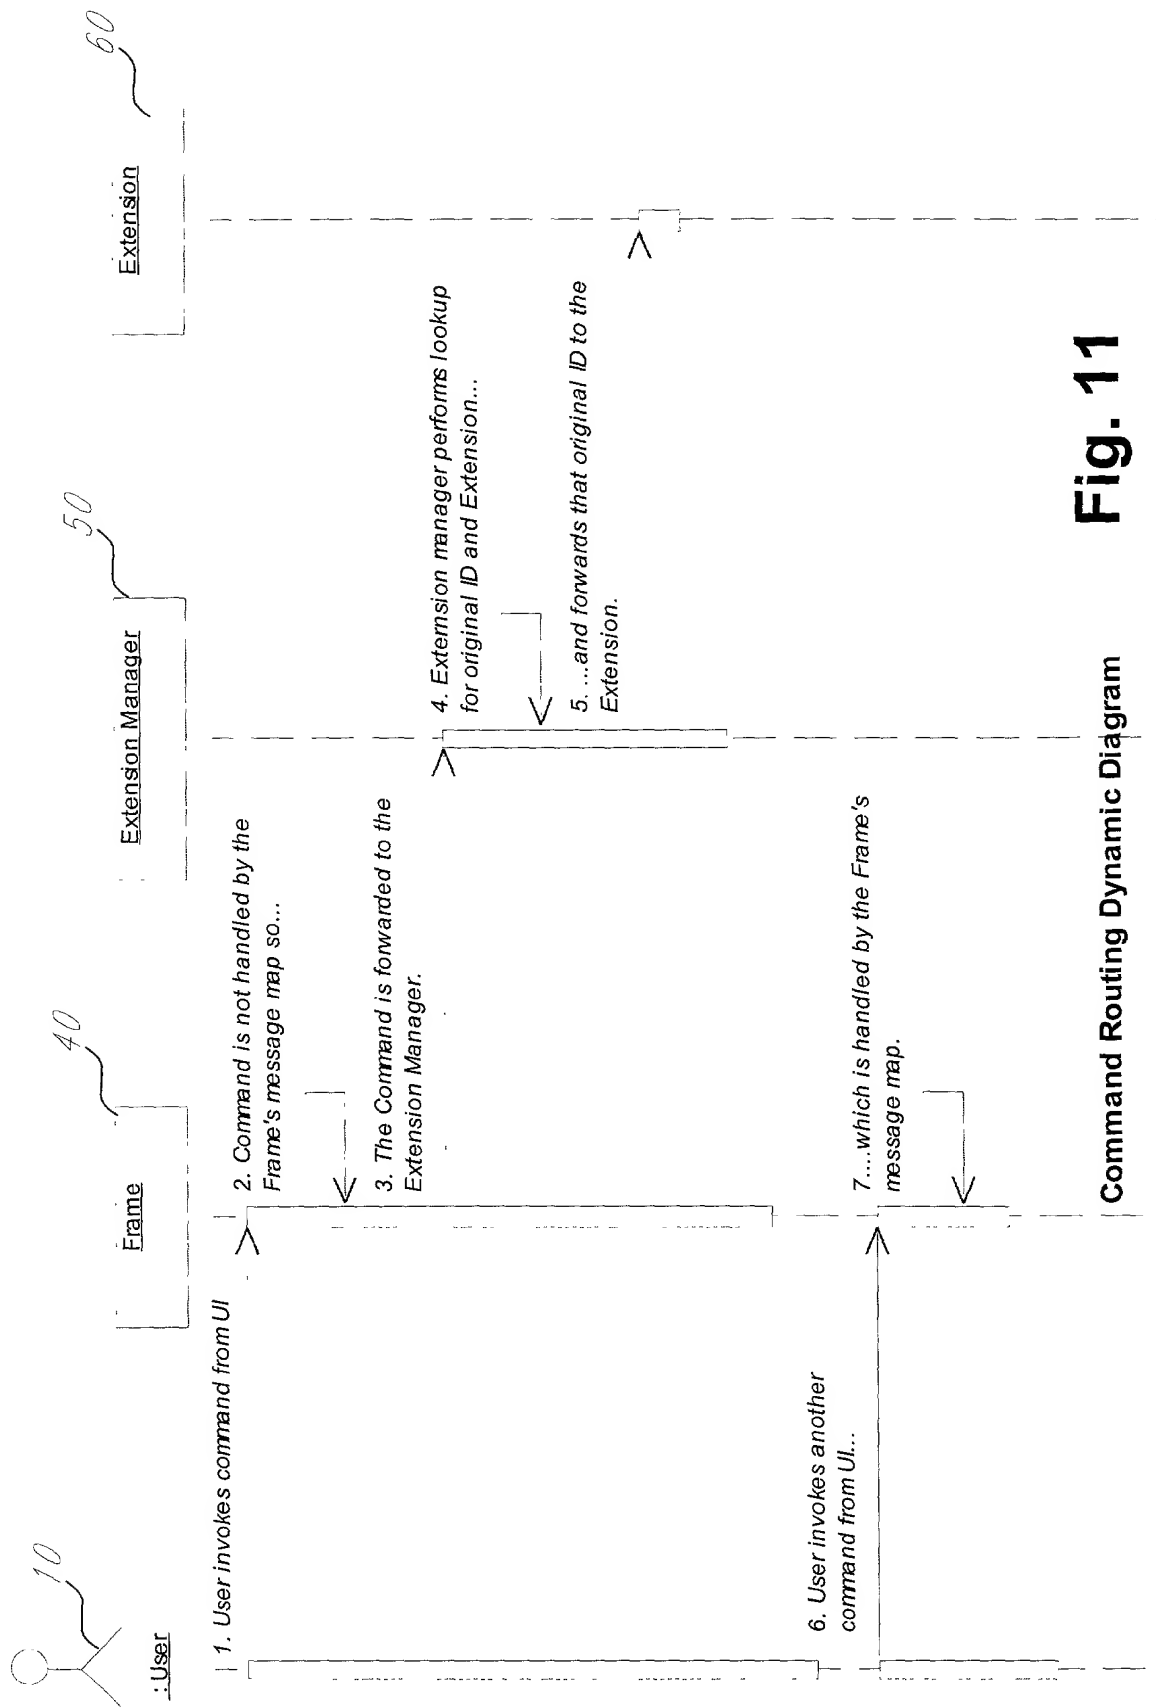 10
40
50
60
: User
Frame
Extension Manager
Extension
1. User invokes command from UI
2. Command is not handled by the
Frame's message map so...
3. The Command is forwarded to the
Extension Manager.
4. Externsion manager performs lookup
for original ID and Extension...
5. ...and forwards that original ID to the
Extension.
6. User invokes another
command from UI...
7....which is handled by the Frame's
message map.
Command Routing Dynamic Diagram
Fig. 11